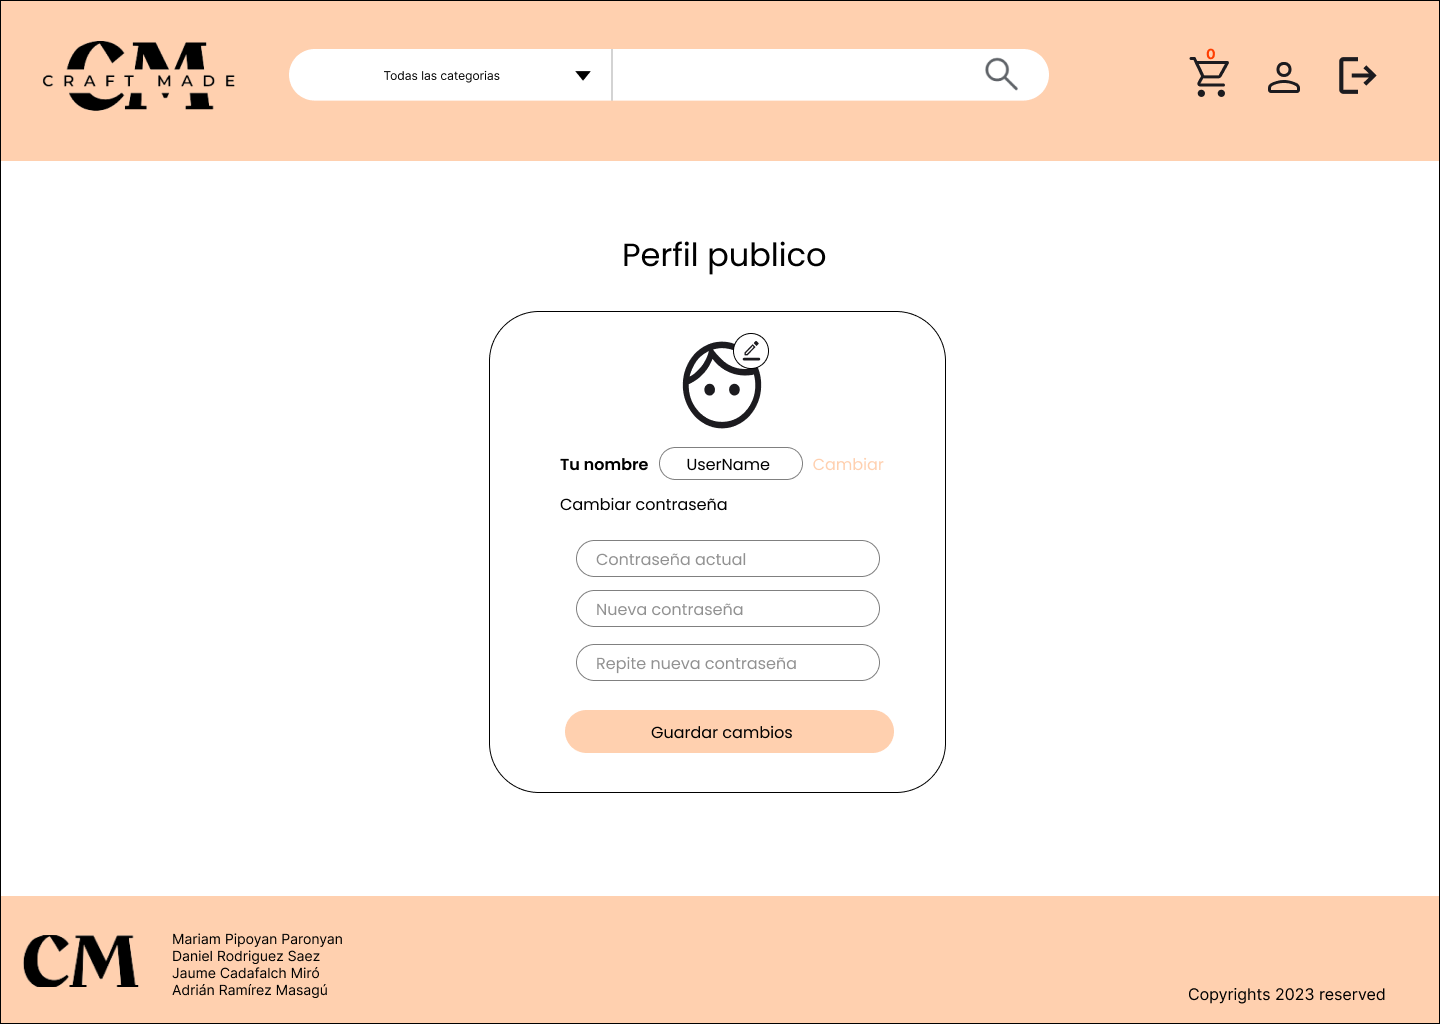 CM
CRAFT MADE
Todas las categorias
0
Perfil publico
Tu nombre UserName Cambiar
Cambiar contraseña
Contraseña actual
Nueva contraseña
Repite nueva contraseña
Guardar cambios
CM
Mariam Pipoyan Paronyan
Daniel Rodriguez Saez
Jaume Cadafalch Miró
Adrián Ramírez Masagú
Copyrights 2023 reserved